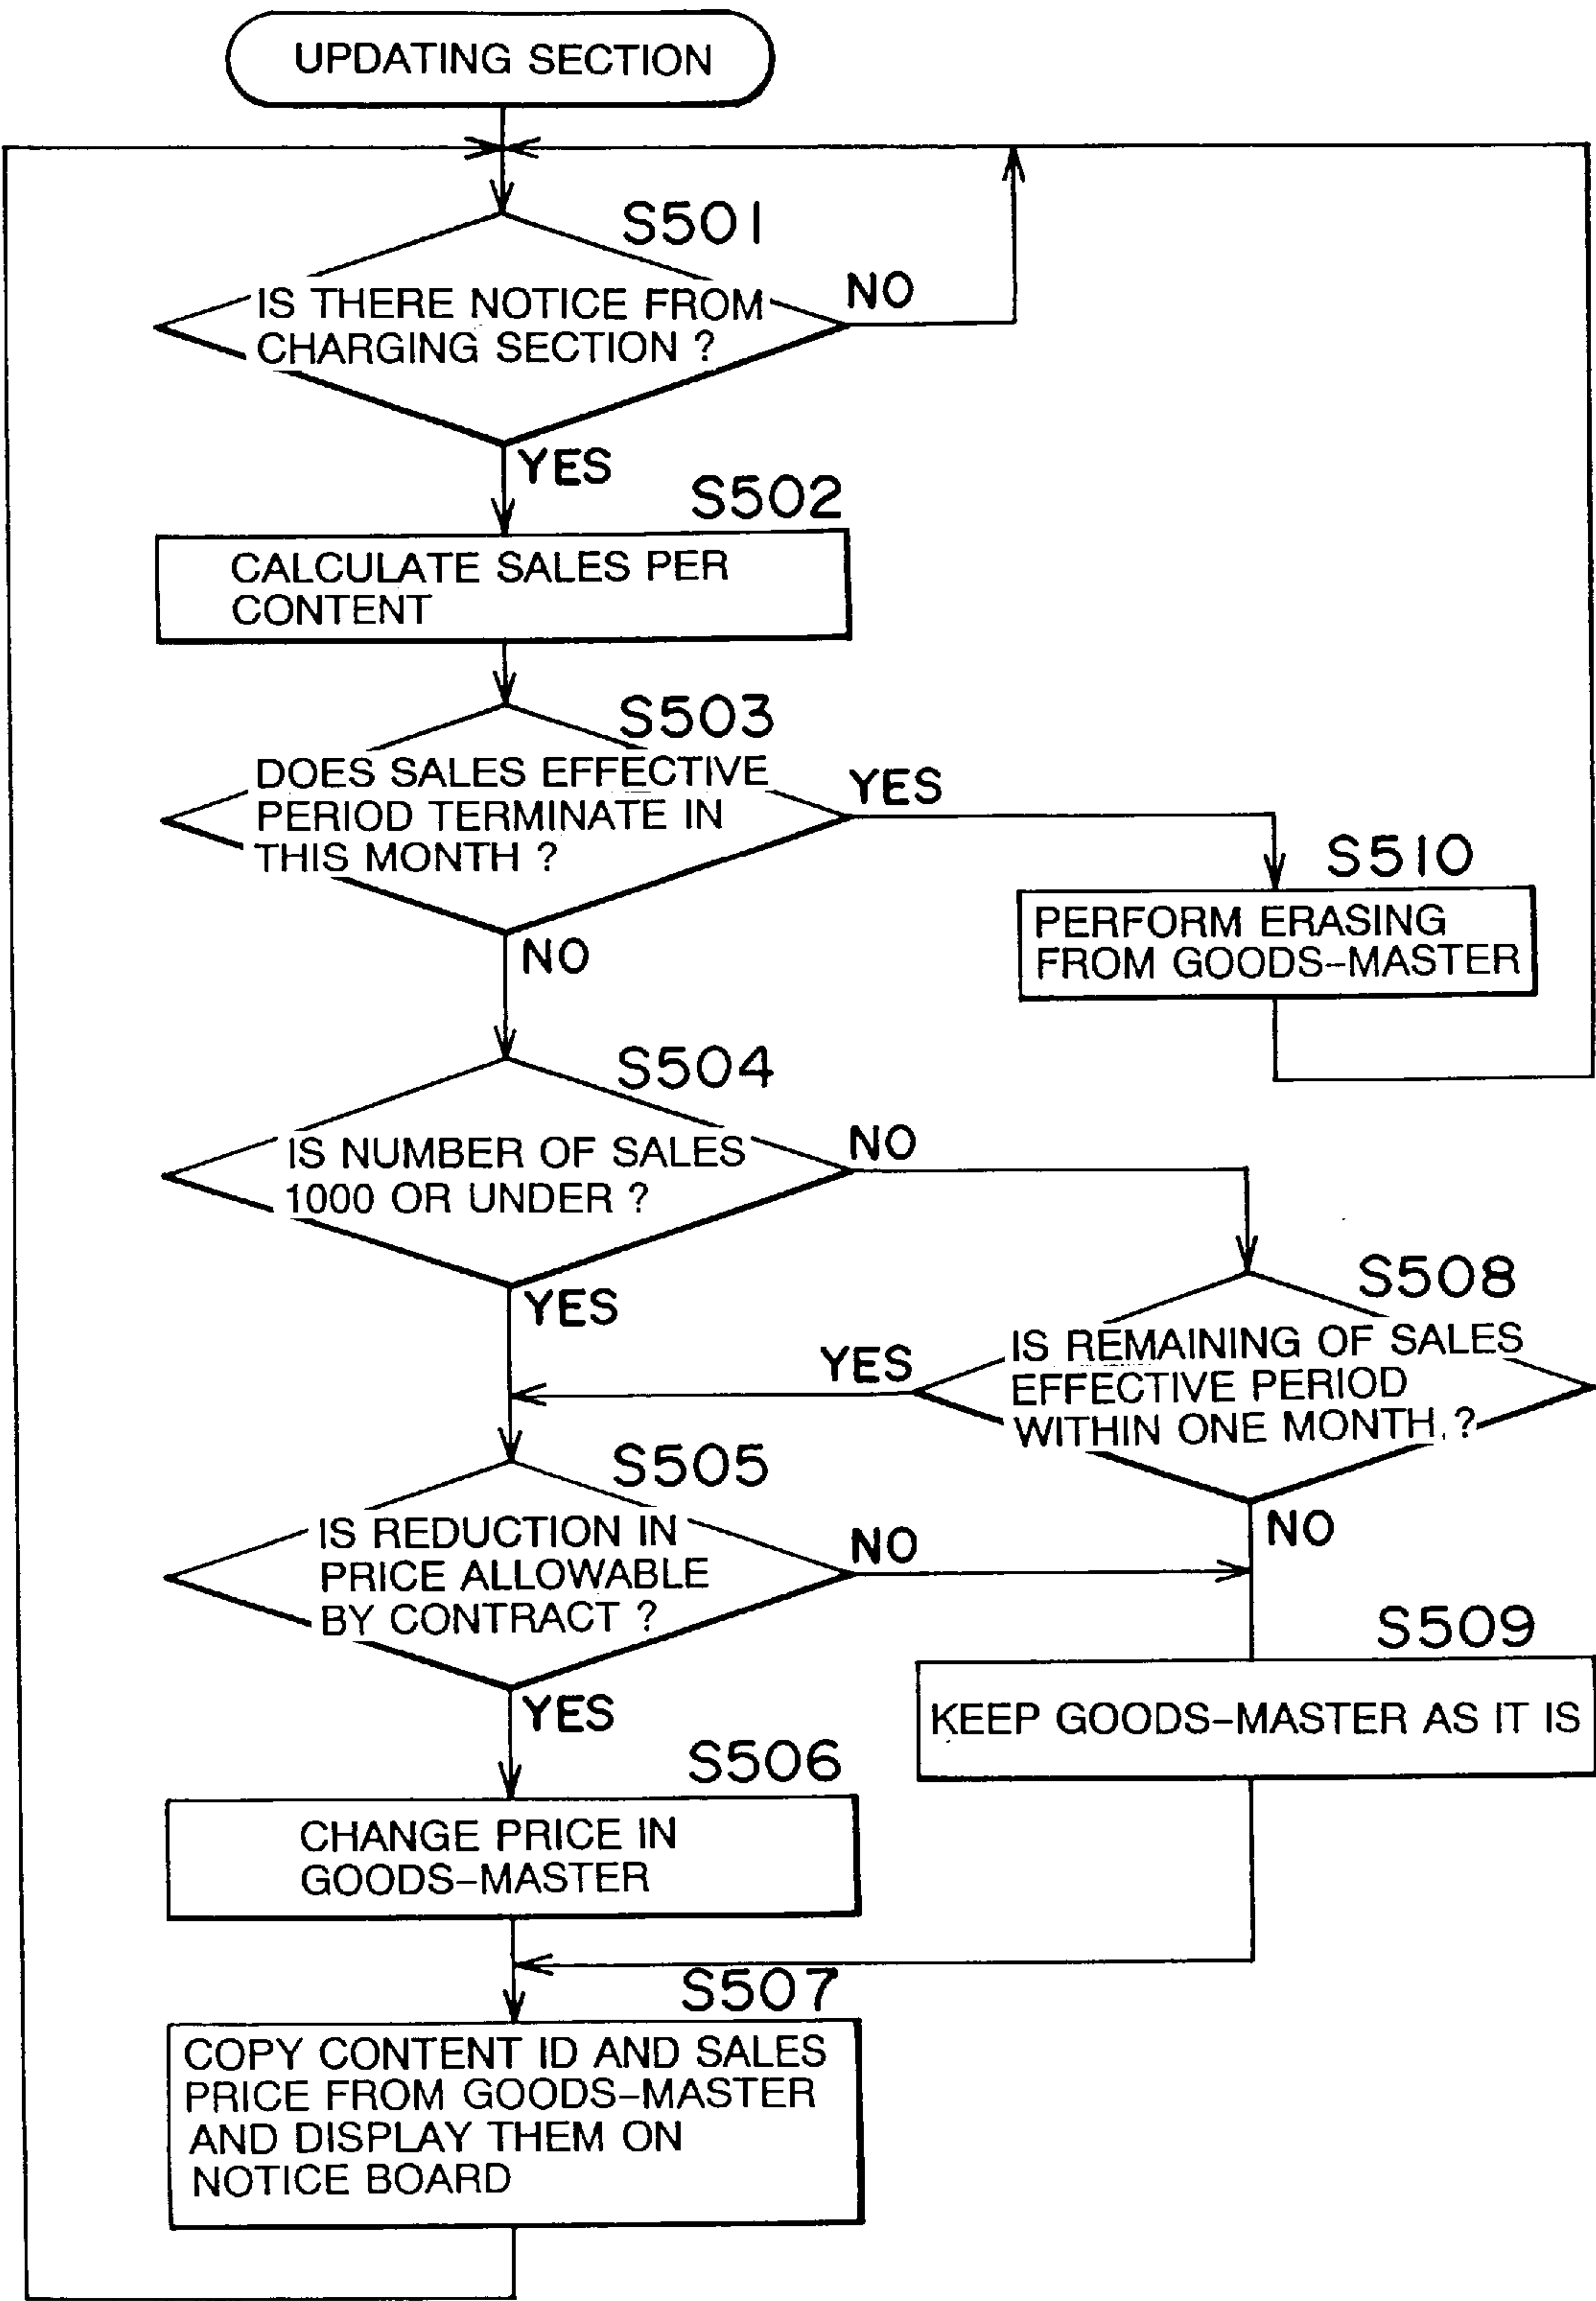 UPDATING SECTION
S501
IS THERE NOTICE FROM
CHARGING SECTION ?
NO
YES
S502
CALCULATE SALES PER
CONTENT
S503
DOES SALES EFFECTIVE
PERIOD TERMINATE IN
THIS MONTH ?
YES
NO
S510
PERFORM ERASING
FROM GOODS-MASTER
S504
IS NUMBER OF SALES
1000 OR UNDER ?
NO
YES
S508
IS REMAINING OF SALES
EFFECTIVE PERIOD
WITHIN ONE MONTH ?
YES
NO
S505
IS REDUCTION IN
PRICE ALLOWABLE
BY CONTRACT ?
NO
YES
S509
KEEP GOODS-MASTER AS IT IS
S506
CHANGE PRICE IN
GOODS-MASTER
S507
COPY CONTENT ID AND SALES
PRICE FROM GOODS-MASTER
AND DISPLAY THEM ON
NOTICE BOARD